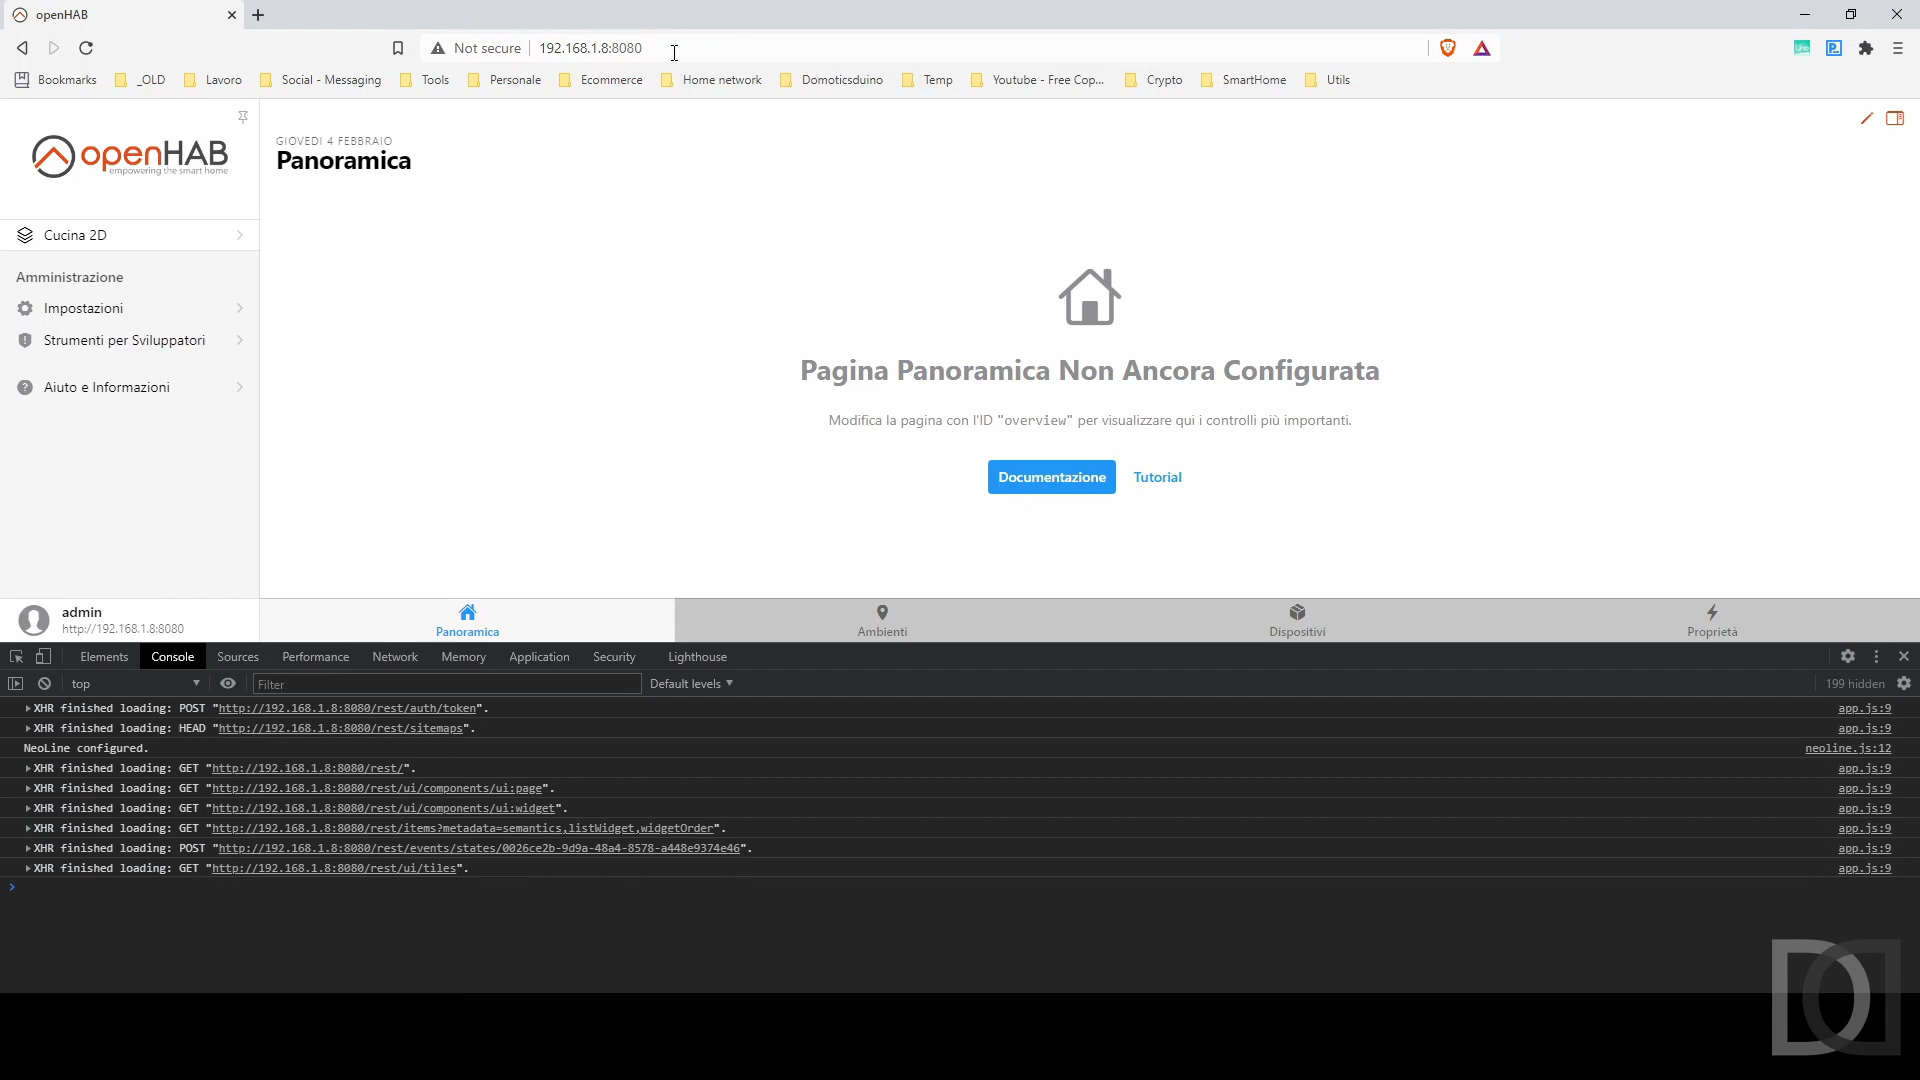 openHAB
Not secure
192.168.1.8:8080
Bookmarks
_OLD
Lavoro
Social - Messaging
Tools
Personale
Ecommerce
Home network
Domoticsduino
Temp
Youtube - Free Cop...
Crypto
SmartHome
Utils
openHAB
empowering the smart home
GIOVEDÌ 4 FEBBRAIO
Panoramica
Cucina 2D
Amministrazione
Impostazioni
Strumenti per Sviluppatori
Aiuto e Informazioni
Pagina Panoramica Non Ancora Configurata
Modifica la pagina con l'ID "overview" per visualizzare qui i controlli più importanti.
Documentazione
Tutorial
admin
http://192.168.1.8:8080
Panoramica
Ambienti
Dispositivi
Proprietà
Elements
Console
Sources
Performance
Network
Memory
Application
Security
Lighthouse
top
Filter
Default levels
199 hidden
XHR finished loading: POST "http://192.168.1.8:8080/rest/auth/token". app.js:9
XHR finished loading: HEAD "http://192.168.1.8:8080/rest/sitemaps". app.js:9
NeoLine configured. neoline.js:12
XHR finished loading: GET "http://192.168.1.8:8080/rest/". app.js:9
XHR finished loading: GET "http://192.168.1.8:8080/rest/ui/components/ui:page". app.js:9
XHR finished loading: GET "http://192.168.1.8:8080/rest/ui/components/ui:widget". app.js:9
XHR finished loading: GET "http://192.168.1.8:8080/rest/items?metadata=semantics,listWidget,widgetOrder". app.js:9
XHR finished loading: POST "http://192.168.1.8:8080/rest/events/states/0026ce2b-9d9a-48a4-8578-a448e9374e46". app.js:9
XHR finished loading: GET "http://192.168.1.8:8080/rest/ui/tiles". app.js:9